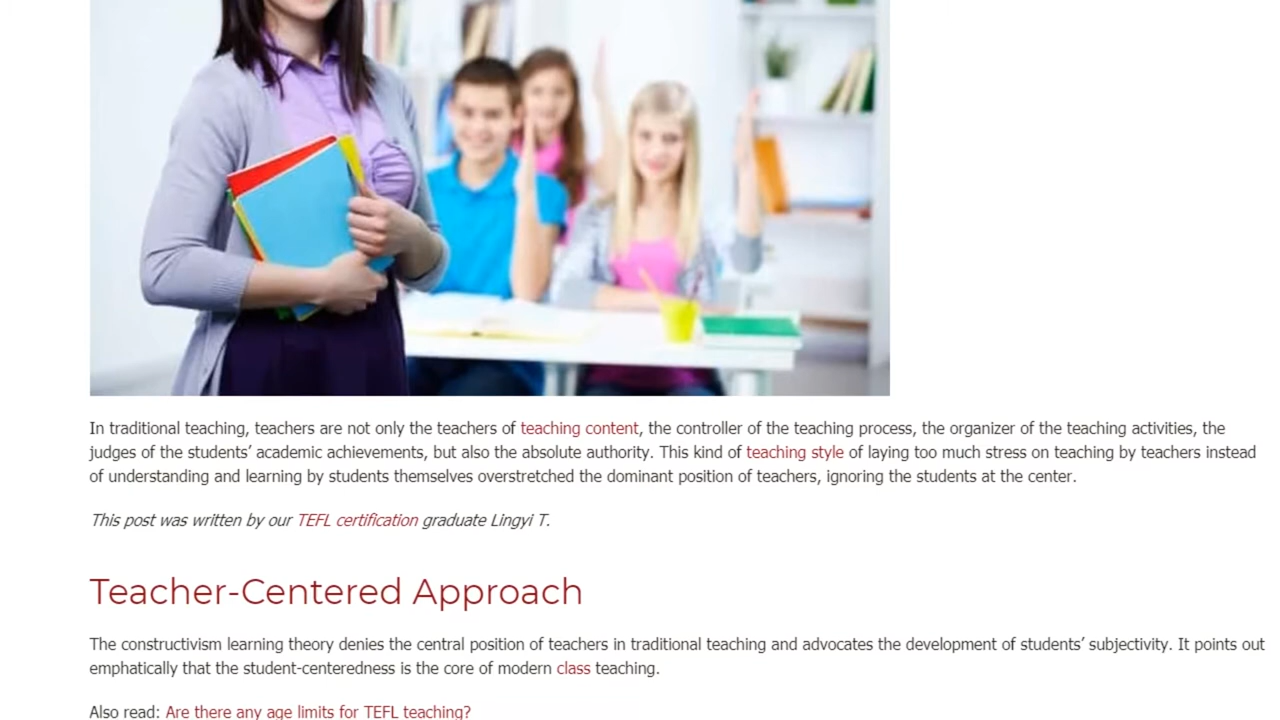 In traditional teaching, teachers are not only the teachers of teaching content, the controller of the teaching process, the organizer of the teaching activities, the
judges of the students’ academic achievements, but also the absolute authority. This kind of teaching style of laying too much stress on teaching by teachers instead
of understanding and learning by students themselves overstretched the dominant position of teachers, ignoring the students at the center.
This post was written by our TEFL certification graduate Lingyi T.
Teacher-Centered Approach
The constructivism learning theory denies the central position of teachers in traditional teaching and advocates the development of students’ subjectivity. It points out
emphatically that the student-centeredness is the core of modern class teaching.
Also read: Are there any age limits for TEFL teaching?